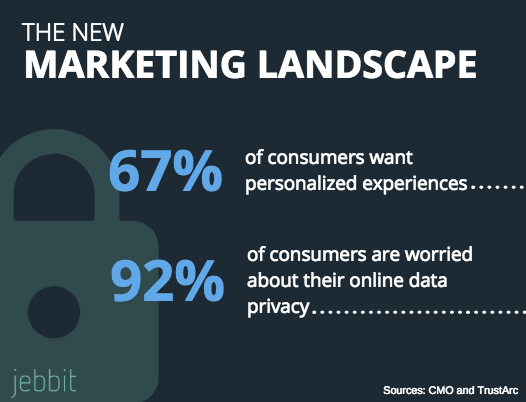 THE NEW
MARKETING LANDSCAPE
67%
of consumers want
personalized experiences.......
92%
of consumers are worried
about their online data
privacy...........................
jebbit
Sources: CMO and TrustArc